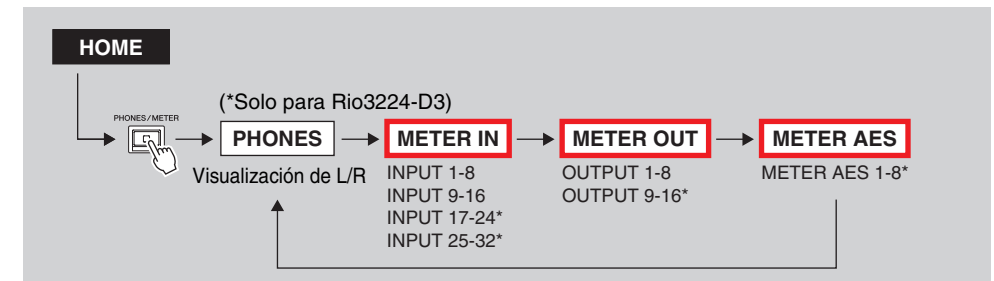 HOME
(*Solo para Rio3224-D3)
PHONES/METER
PHONES
METER IN
METER OUT
METER AES
Visualización de L/R
INPUT 1-8
INPUT 9-16
INPUT 17-24*
INPUT 25-32*
OUTPUT 1-8
OUTPUT 9-16*
METER AES 1-8*